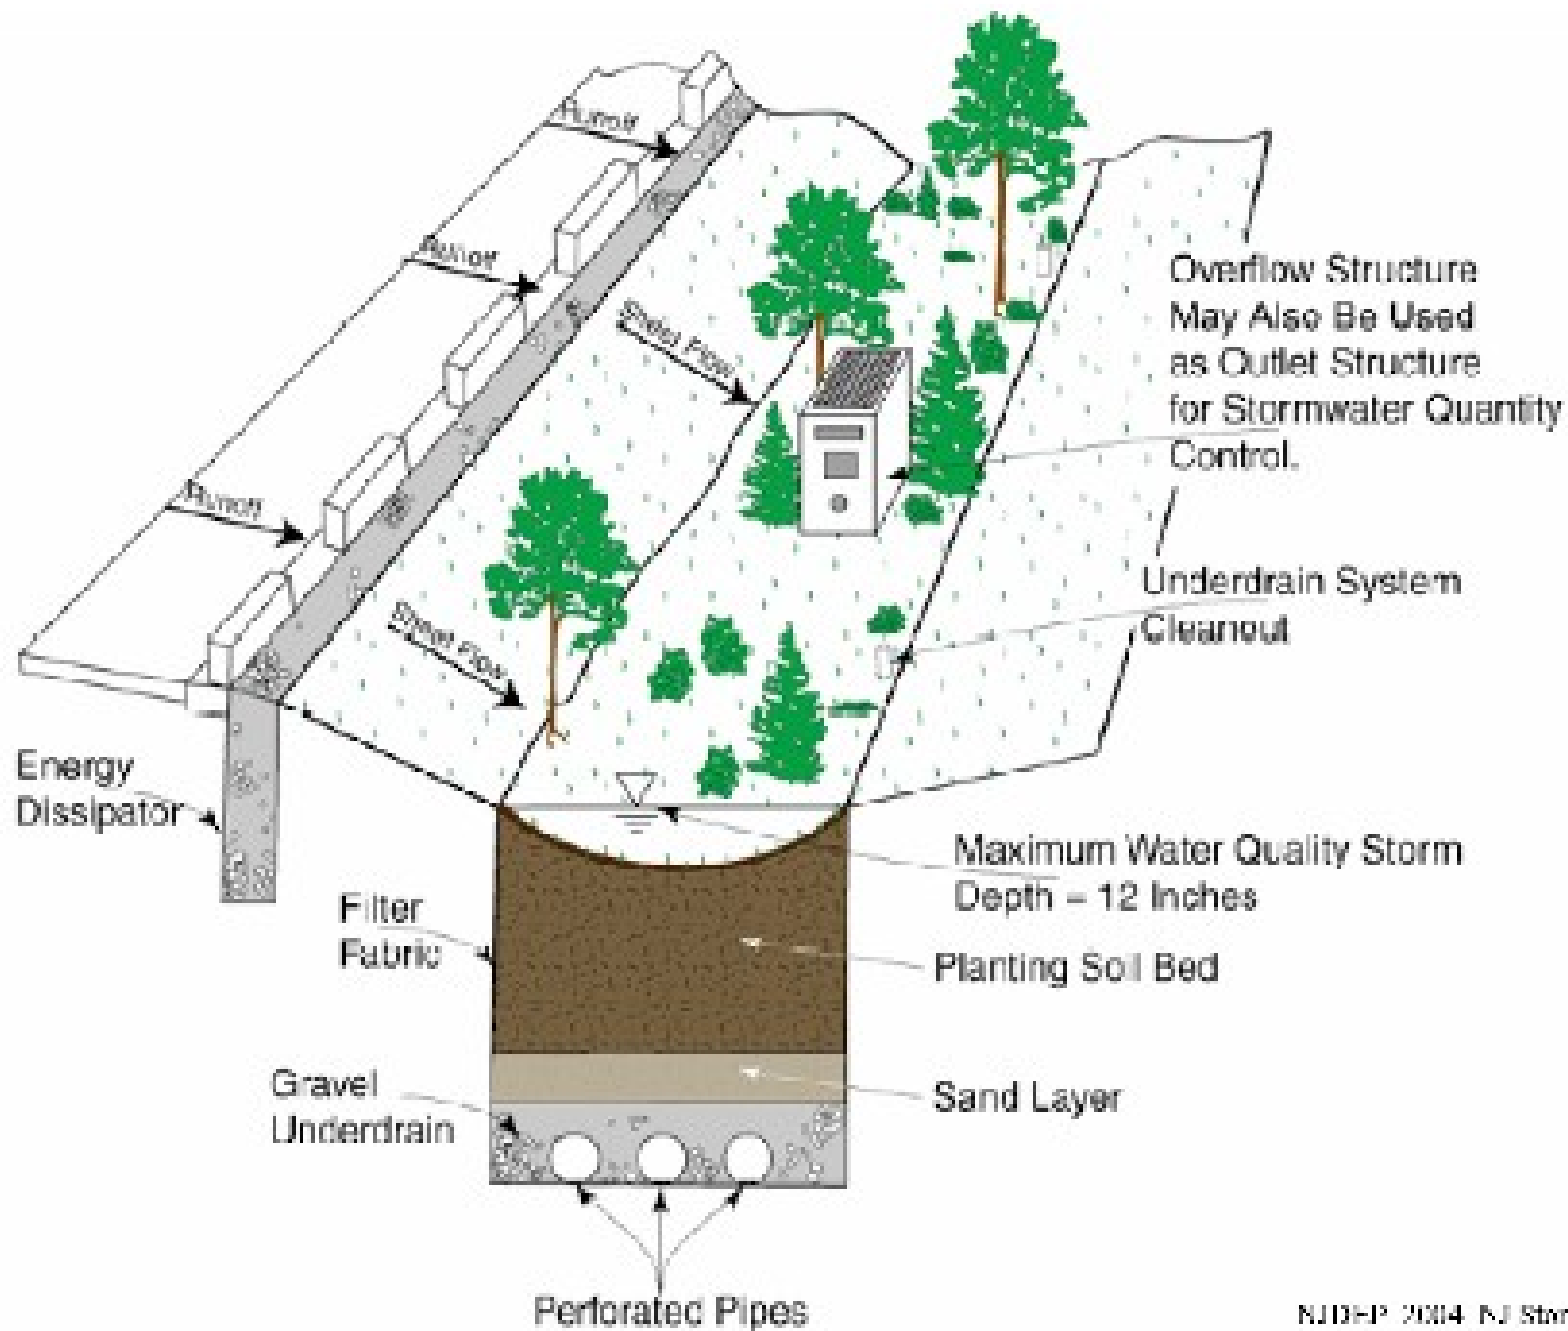 Runoff
Runoff
Runoff
Sheet Flow
Sheet Flow
Overflow Structure
May Also Be Used
as Outlet Structure
for Stormwater Quantity
Control.
Underdrain System
Cleanout
Energy
Dissipator
Maximum Water Quality Storm
Depth – 12 Inches
Filter
Fabric
Planting Soil Bed
Gravel
Underdrain
Sand Layer
Perforated Pipes
NJDEP 2004 NJ Stor